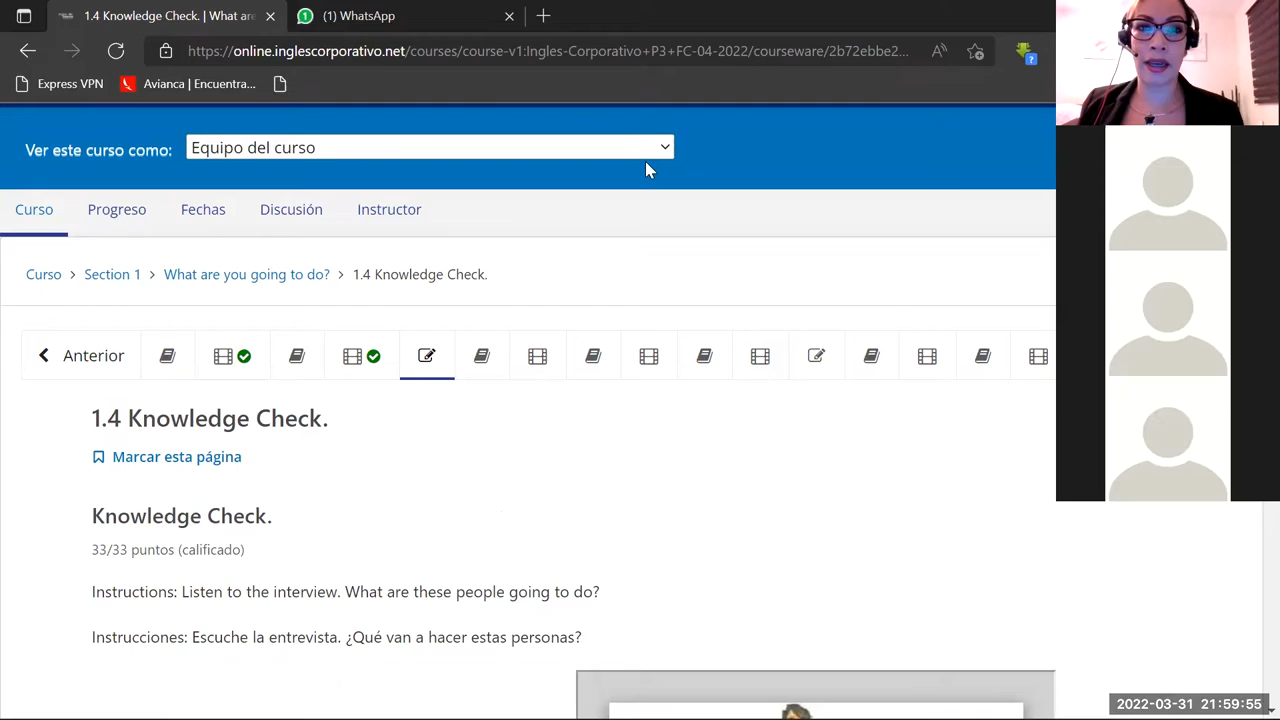 1.4 Knowledge Check. | What are
(1) WhatsApp
https://online.inglescorporativo.na
urse-v1:Ingles-Corporativo+P3+FC-04-2022/courseware/2b72ebbe2...
Express VPN
Avianca | Encuentra...
Ver este curso como:
Equipo del curso
Curso
Progreso
Fechas
Discusión
Instructor
Curso > Section 1 > What are you going to do? > 1.4 Knowledge Check.
Anterior
1.4 Knowledge Check.
Marcar esta página
Knowledge Check.
33/33 puntos (calificado)
Instructions: Listen to the interview. What are these people going to do?
Instrucciones: Escuche la entrevista. ¿Qué van a hacer estas personas?
2022-03-31 21:59:55